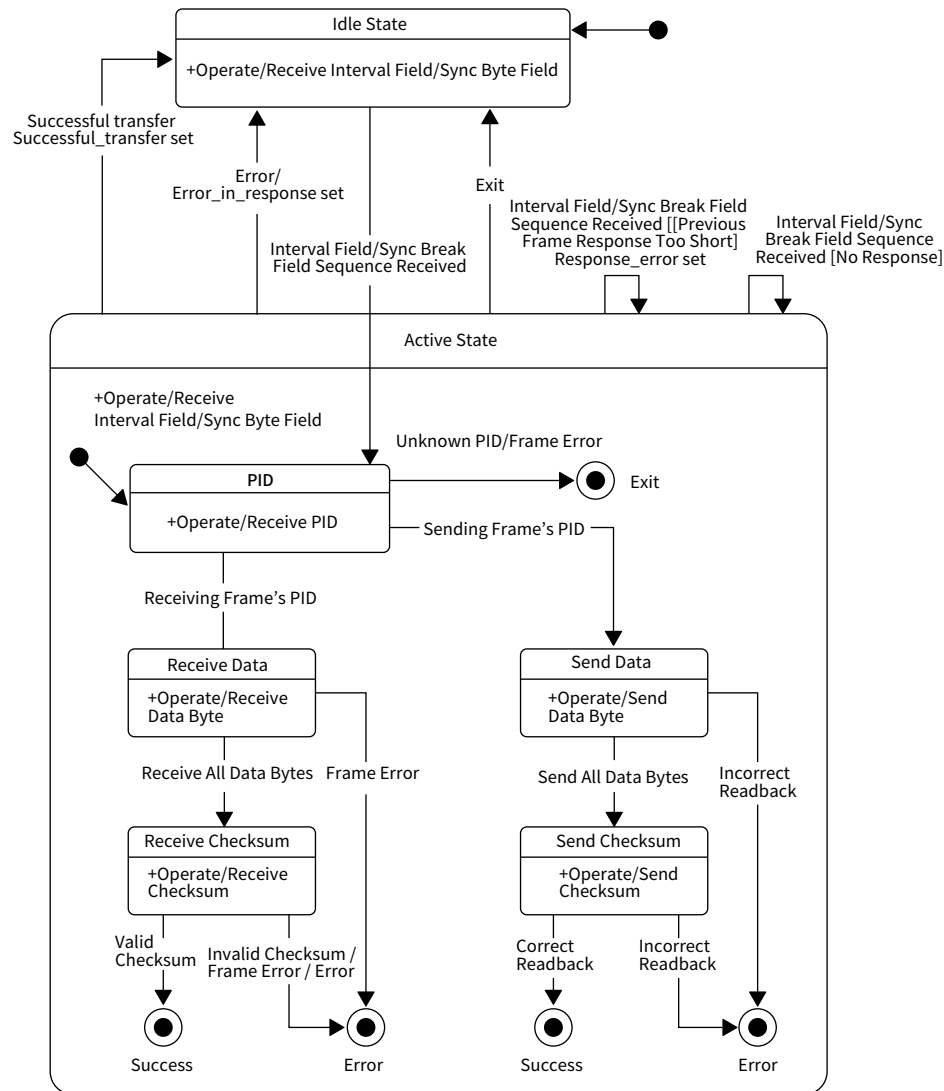 Idle State
+Operate/Receive Interval Field/Sync Byte Field
Successful transfer
Successful_transfer set
Error/
Error_in_response set
Interval Field/Sync Break
Field Sequence Received
Exit
Interval Field/Sync Break Field
Sequence Received [[Previous
Frame Response Too Short]
Response_error set
Interval Field/Sync
Break Field Sequence
Received [No Response]
Active State
+Operate/Receive
Interval Field/Sync Byte Field
Unknown PID/Frame Error
Exit
PID
+Operate/Receive PID
Sending Frame's PID
Receiving Frame's PID
Receive Data
+Operate/Receive
Data Byte
Send Data
+Operate/Send
Data Byte
Receive All Data Bytes
Frame Error
Send All Data Bytes
Incorrect
Readback
Receive Checksum
+Operate/Receive
Checksum
Send Checksum
+Operate/Send
Checksum
Valid
Checksum
Invalid Checksum /
Frame Error / Error
Correct
Readback
Incorrect
Readback
Success
Error
Success
Error